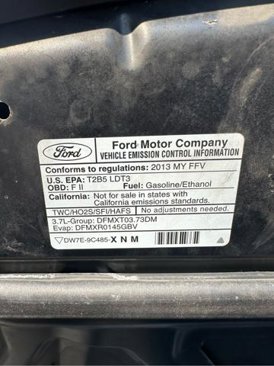 Ford
Ford Motor Company
VEHICLE EMISSION CONTROL INFORMATION
Conforms to regulations: 2013 MY FFV
U.S. EPA: T2B5 LDT3
OBD: F II Fuel: Gasoline/Ethanol
California: Not for sale in states with
California emissions standards.
TWC/HO2S/SFI/HAFS No adjustments needed.
3.7L-Group: DFMXT03.73DM
Evap: DFMXR0145GBV
DW7E-9C485-XNM